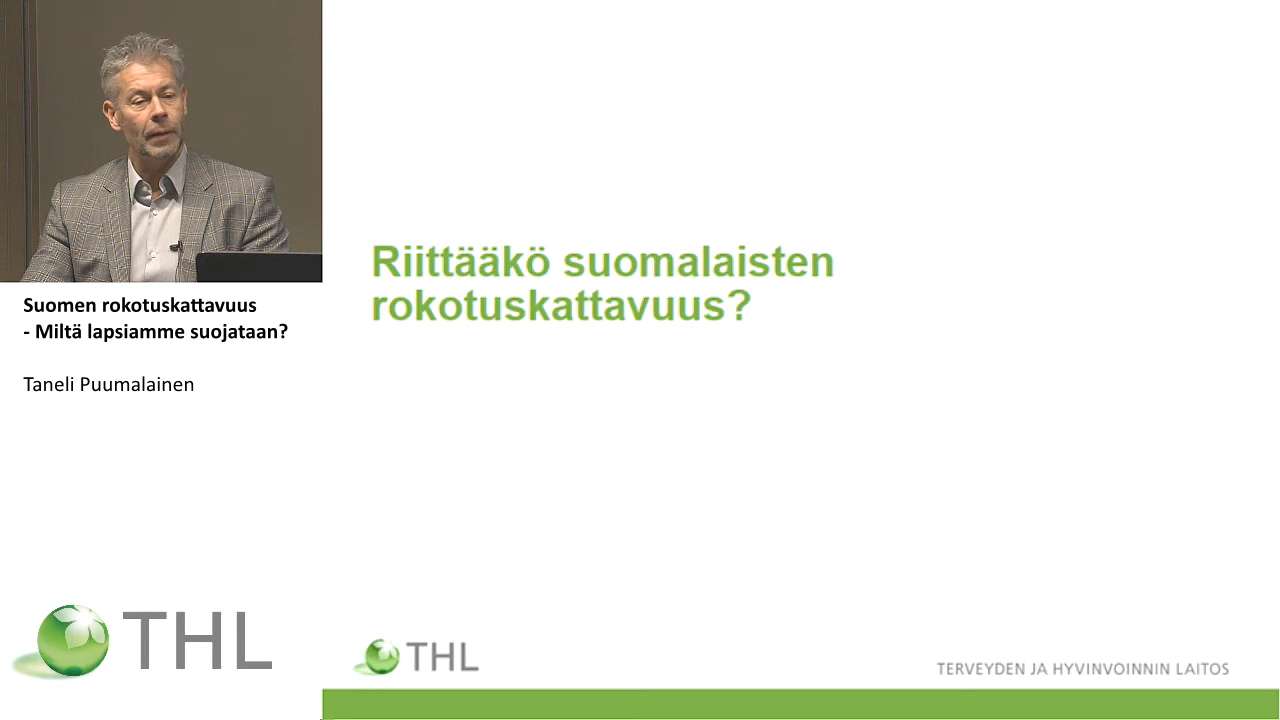 Suomen rokotuskattavuus
- Miltä lapsiamme suojataan?
Taneli Puumalainen
THL
Riittääkö suomalaisten
rokotuskattavuus?
THL
TERVEYDEN JA HYVINVOINNIN LAITOS